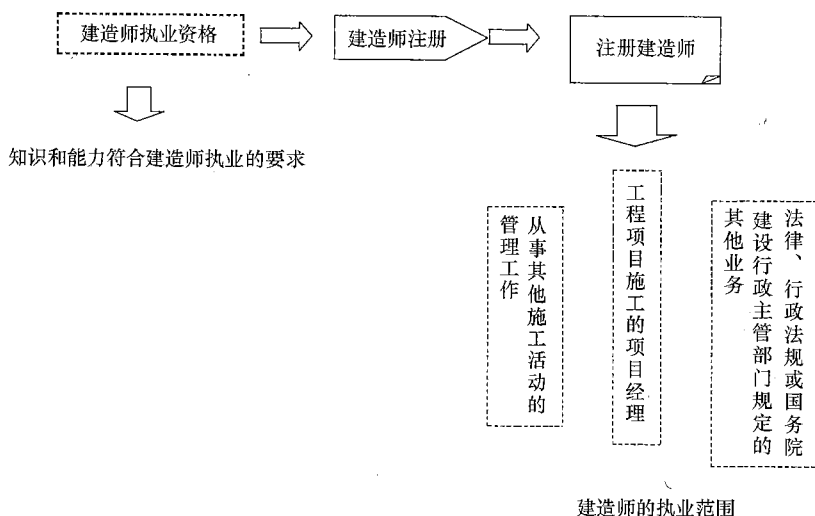 建造师执业资格
建造师注册
注册建造师
知识和能力符合建造师执业的要求
从事其他施工活动的
管理工作
工程项目施工的项目经理
法律、行政法规或国务院
建设行政主管部门规定的
其他业务
建造师的执业范围